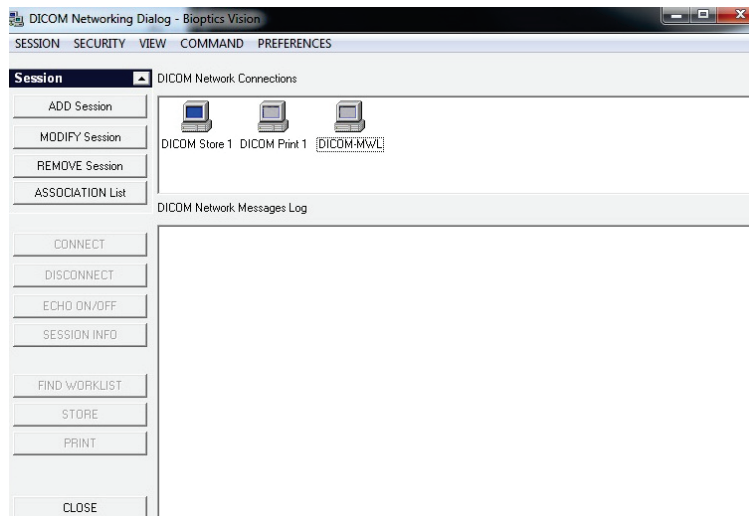 DICOM Networking Dialog - Bioptics Vision
SESSION SECURITY VIEW COMMAND PREFERENCES
Session
ADD Session
MODIFY Session
REMOVE Session
ASSOCIATION List
CONNECT
DISCONNECT
ECHO ON/OFF
SESSION INFO
FIND WORKLIST
STORE
PRINT
CLOSE
DICOM Network Connections
DICOM Store 1 DICOM Print 1 DICOM-MWL
DICOM Network Messages Log